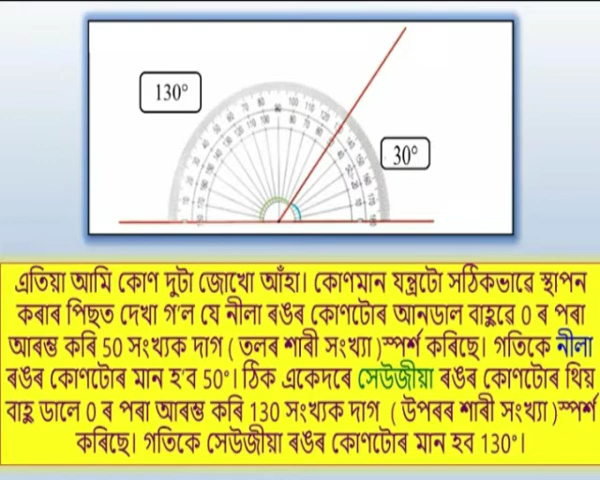 130°
30°
এতিয়া আমি কোণ দুটা জোখো আঁহা। কোণমান যন্ত্ৰটো সঠিকভাৱে স্থাপন
কৰাৰ পিছত দেখা গ'ল যে নীলা ৰঙৰ কোণটোৰ আনডাল বাহুৱে 0 ৰ পৰা
আৰম্ভ কৰি 50 সংখ্যক দাগ ( তলৰ শাৰী সংখ্যা )স্পৰ্শ কৰিছে। গতিকে নীলা
ৰঙৰ কোণটোৰ মান হ'ব 50°। ঠিক একেদৰে সেউজীয়া ৰঙৰ কোণটোৰ থিয়
বাহু ডালে 0 ৰ পৰা আৰম্ভ কৰি 130 সংখ্যক দাগ ( উপৰৰ শাৰী সংখ্যা )স্পৰ্শ
কৰিছে। গতিকে সেউজীয়া ৰঙৰ কোণটোৰ মান হব 130°।